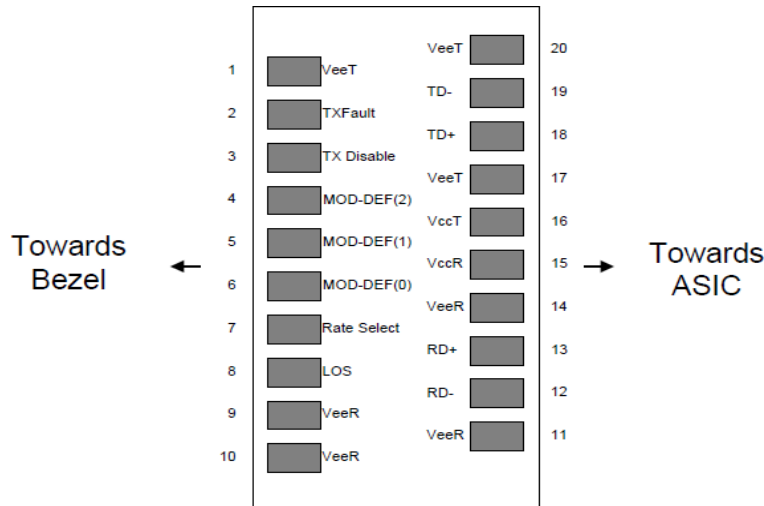 VeeT 20
1 VeeT
TD- 19
2 TXFault
TD+ 18
3 TX Disable
VeeT 17
4 MOD-DEF(2)
VccT 16
5 MOD-DEF(1)
Towards
Bezel
VccR 15
Towards
ASIC
6 MOD-DEF(0)
VeeR 14
7 Rate Select
RD+ 13
8 LOS
RD- 12
9 VeeR
VeeR 11
10 VeeR